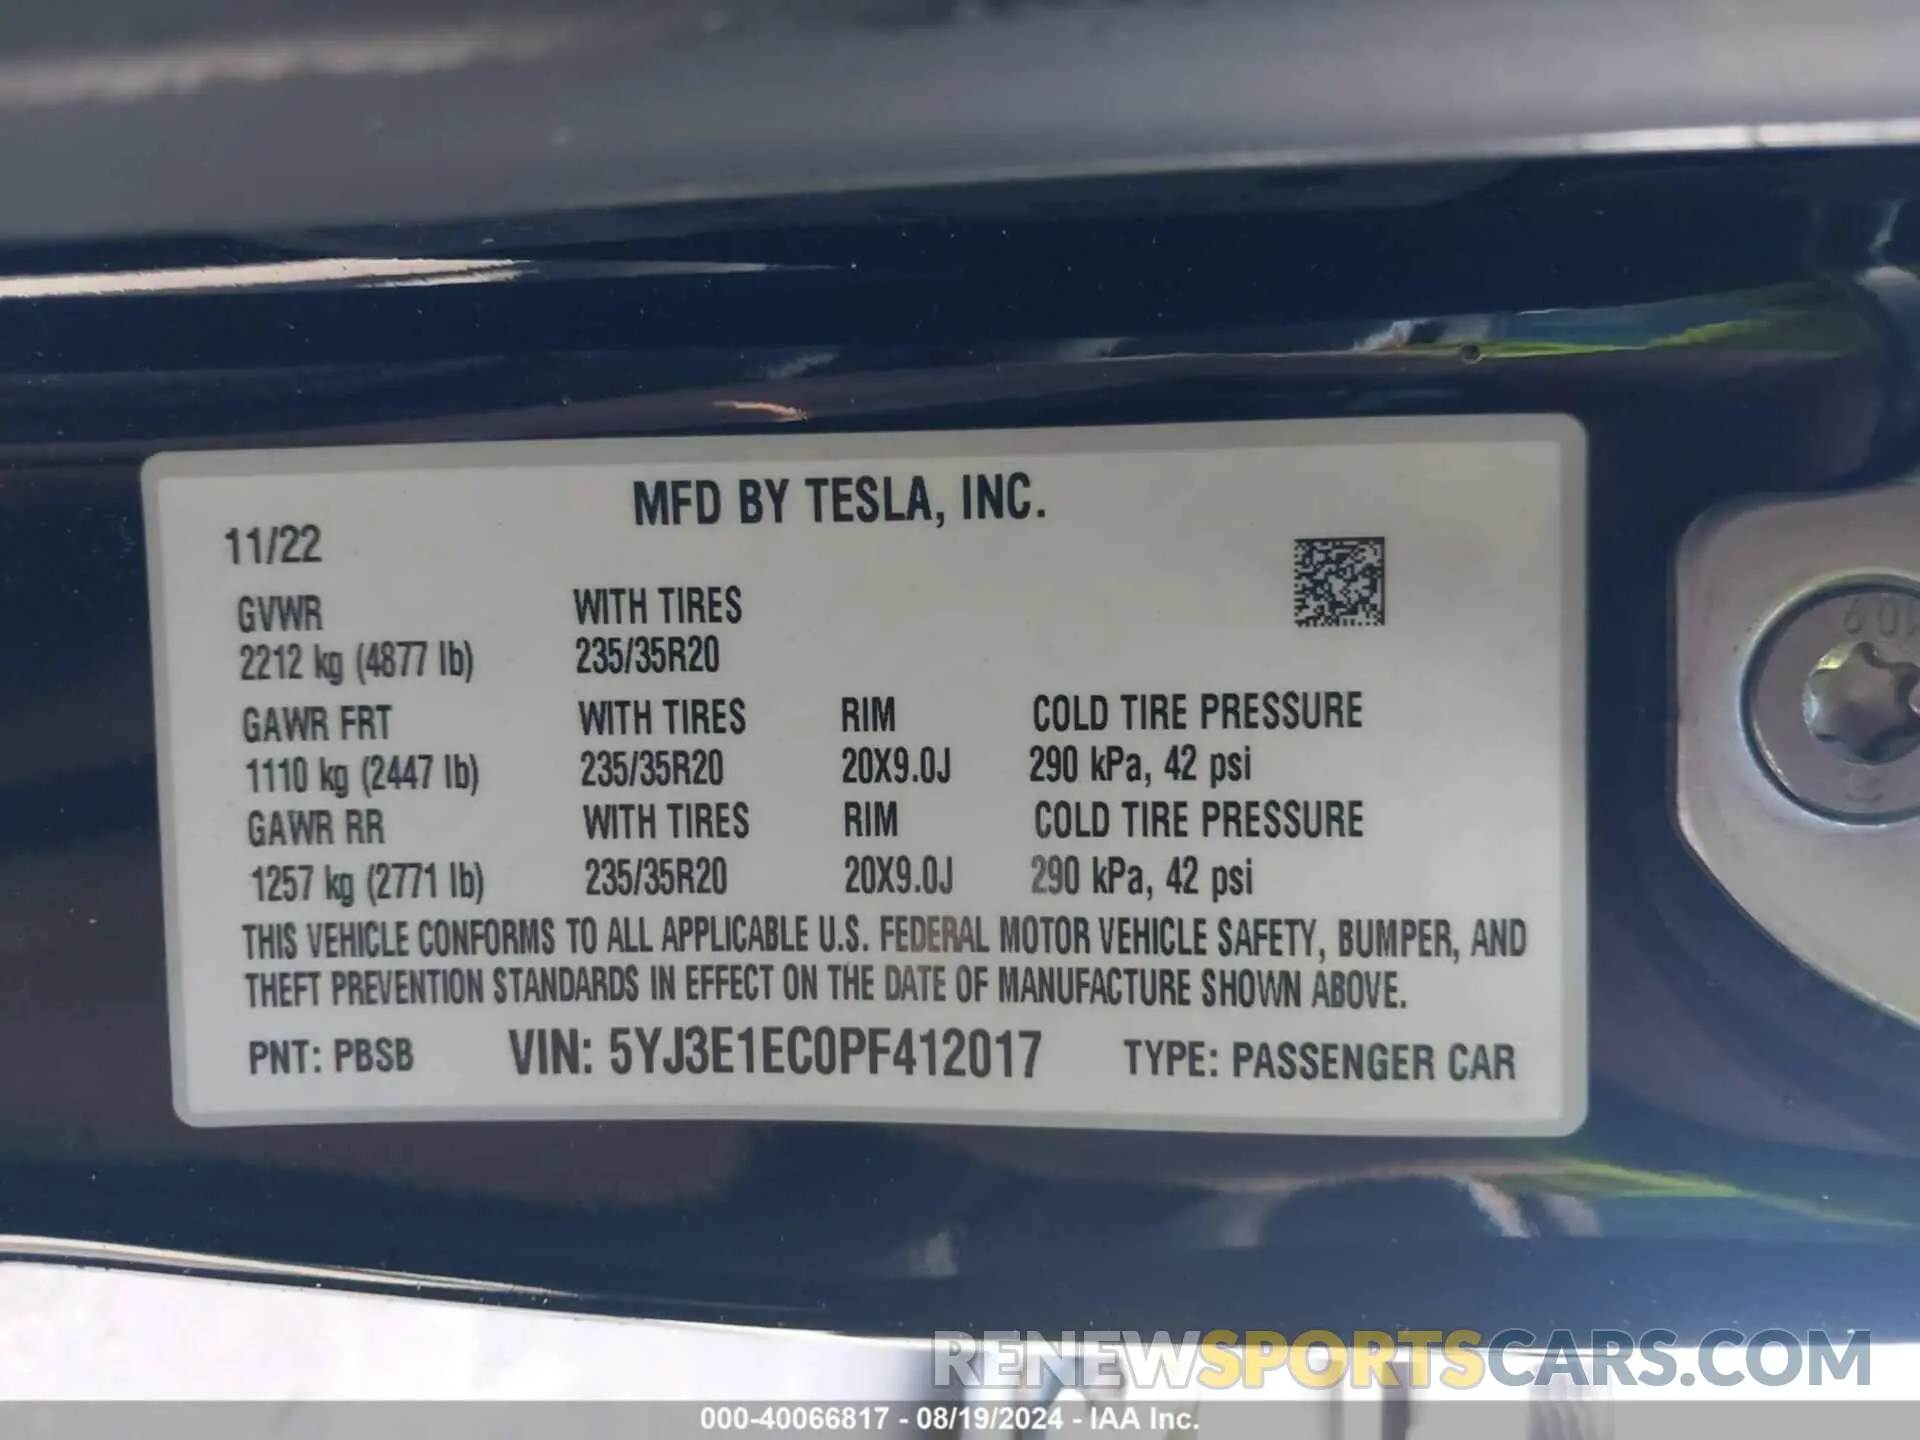 MFD BY TESLA, INC.
11/22
GVWR WITH TIRES
2212 kg (4877 lb) 235/35R20
GAWR FRT WITH TIRES RIM COLD TIRE PRESSURE
1110 kg (2447 lb) 235/35R20 20X9.0J 290 kPa, 42 psi
GAWR RR WITH TIRES RIM COLD TIRE PRESSURE
1257 kg (2771 lb) 235/35R20 20X9.0J 290 kPa, 42 psi
THIS VEHICLE CONFORMS TO ALL APPLICABLE U.S. FEDERAL MOTOR VEHICLE SAFETY, BUMPER, AND
THEFT PREVENTION STANDARDS IN EFFECT ON THE DATE OF MANUFACTURE SHOWN ABOVE.
PNT: PBSB VIN: 5YJ3E1EC0PF412017 TYPE: PASSENGER CAR
10.9
RENEWSPORTSCARS.COM
000-40066817 - 08/19/2024 - IAA Inc.